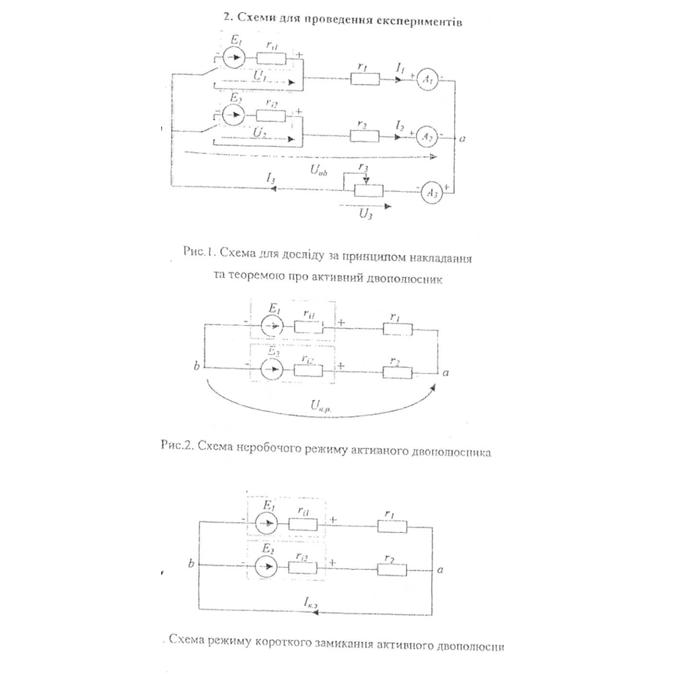 2. Схеми для проведення експериментів
E1 ri1 +
- U1 r1 I1 + A1
E2 ri2 +
- U2 r2 I2 + A2 - a
Uab
I3 r3 - A3 +
U3
Рис.1. Схема для досліду за принципом накладання
та теоремою про активний двополюсник
E1 ri1 r1
- +
E3 ri2 r2
b - + a
Uн.р.
Рис.2. Схема неробочого режиму активного двополюсника
E1 ri1 r1
- +
E2 ri2 r2
b - + a
Iк.з
. Схема режиму короткого замикання активного двополюсни